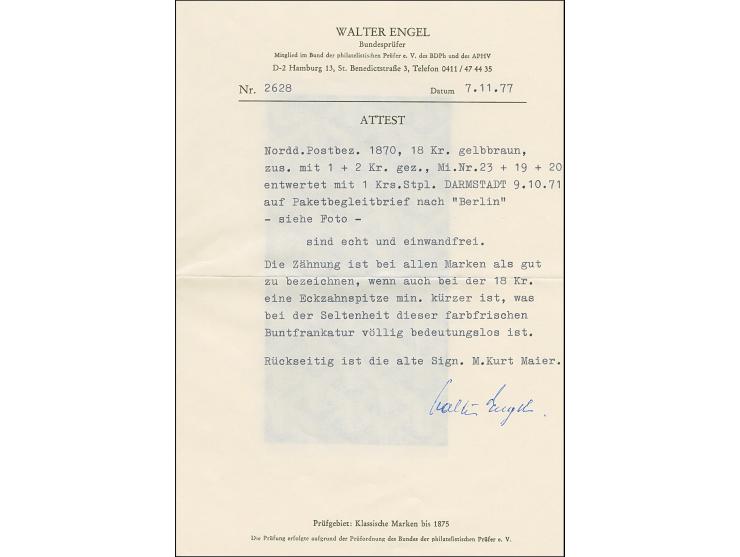 WALTER ENGEL
Bundesprüfer
Mitglied im Bund der philatelistischen Prüfer e. V. des BDPh und des APHV
D-2 Hamburg 13, St. Benedictstraße 3, Telefon 0411 / 47 44 35
Nr. 2628 Datum 7.11.77
ATTEST
Nordd.Postbez. 1870, 18 Kr. gelbbraun,
zus. mit 1 + 2 Kr. gez., Mi.Nr.23 + 19 + 20
entwertet mit 1 Krs.Stpl. DARMSTADT 9.10.71
auf Paketbegleitbrief nach "Berlin"
- siehe Foto -
sind echt und einwandfrei.
Die Zähnung ist bei allen Marken als gut
zu bezeichnen, wenn auch bei der 18 Kr.
eine Eckzahnspitze min. kürzer ist, was
bei der Seltenheit dieser farbfrischen
Buntfrankatur völlig bedeutungslos ist.
Rückseitig ist die alte Sign. M.Kurt Maier.
Walter Engel.
Prüfgebiet: Klassische Marken bis 1875
Die Prüfung erfolgte aufgrund der Prüfordnung des Bundes der philatelistischen Prüfer e. V.